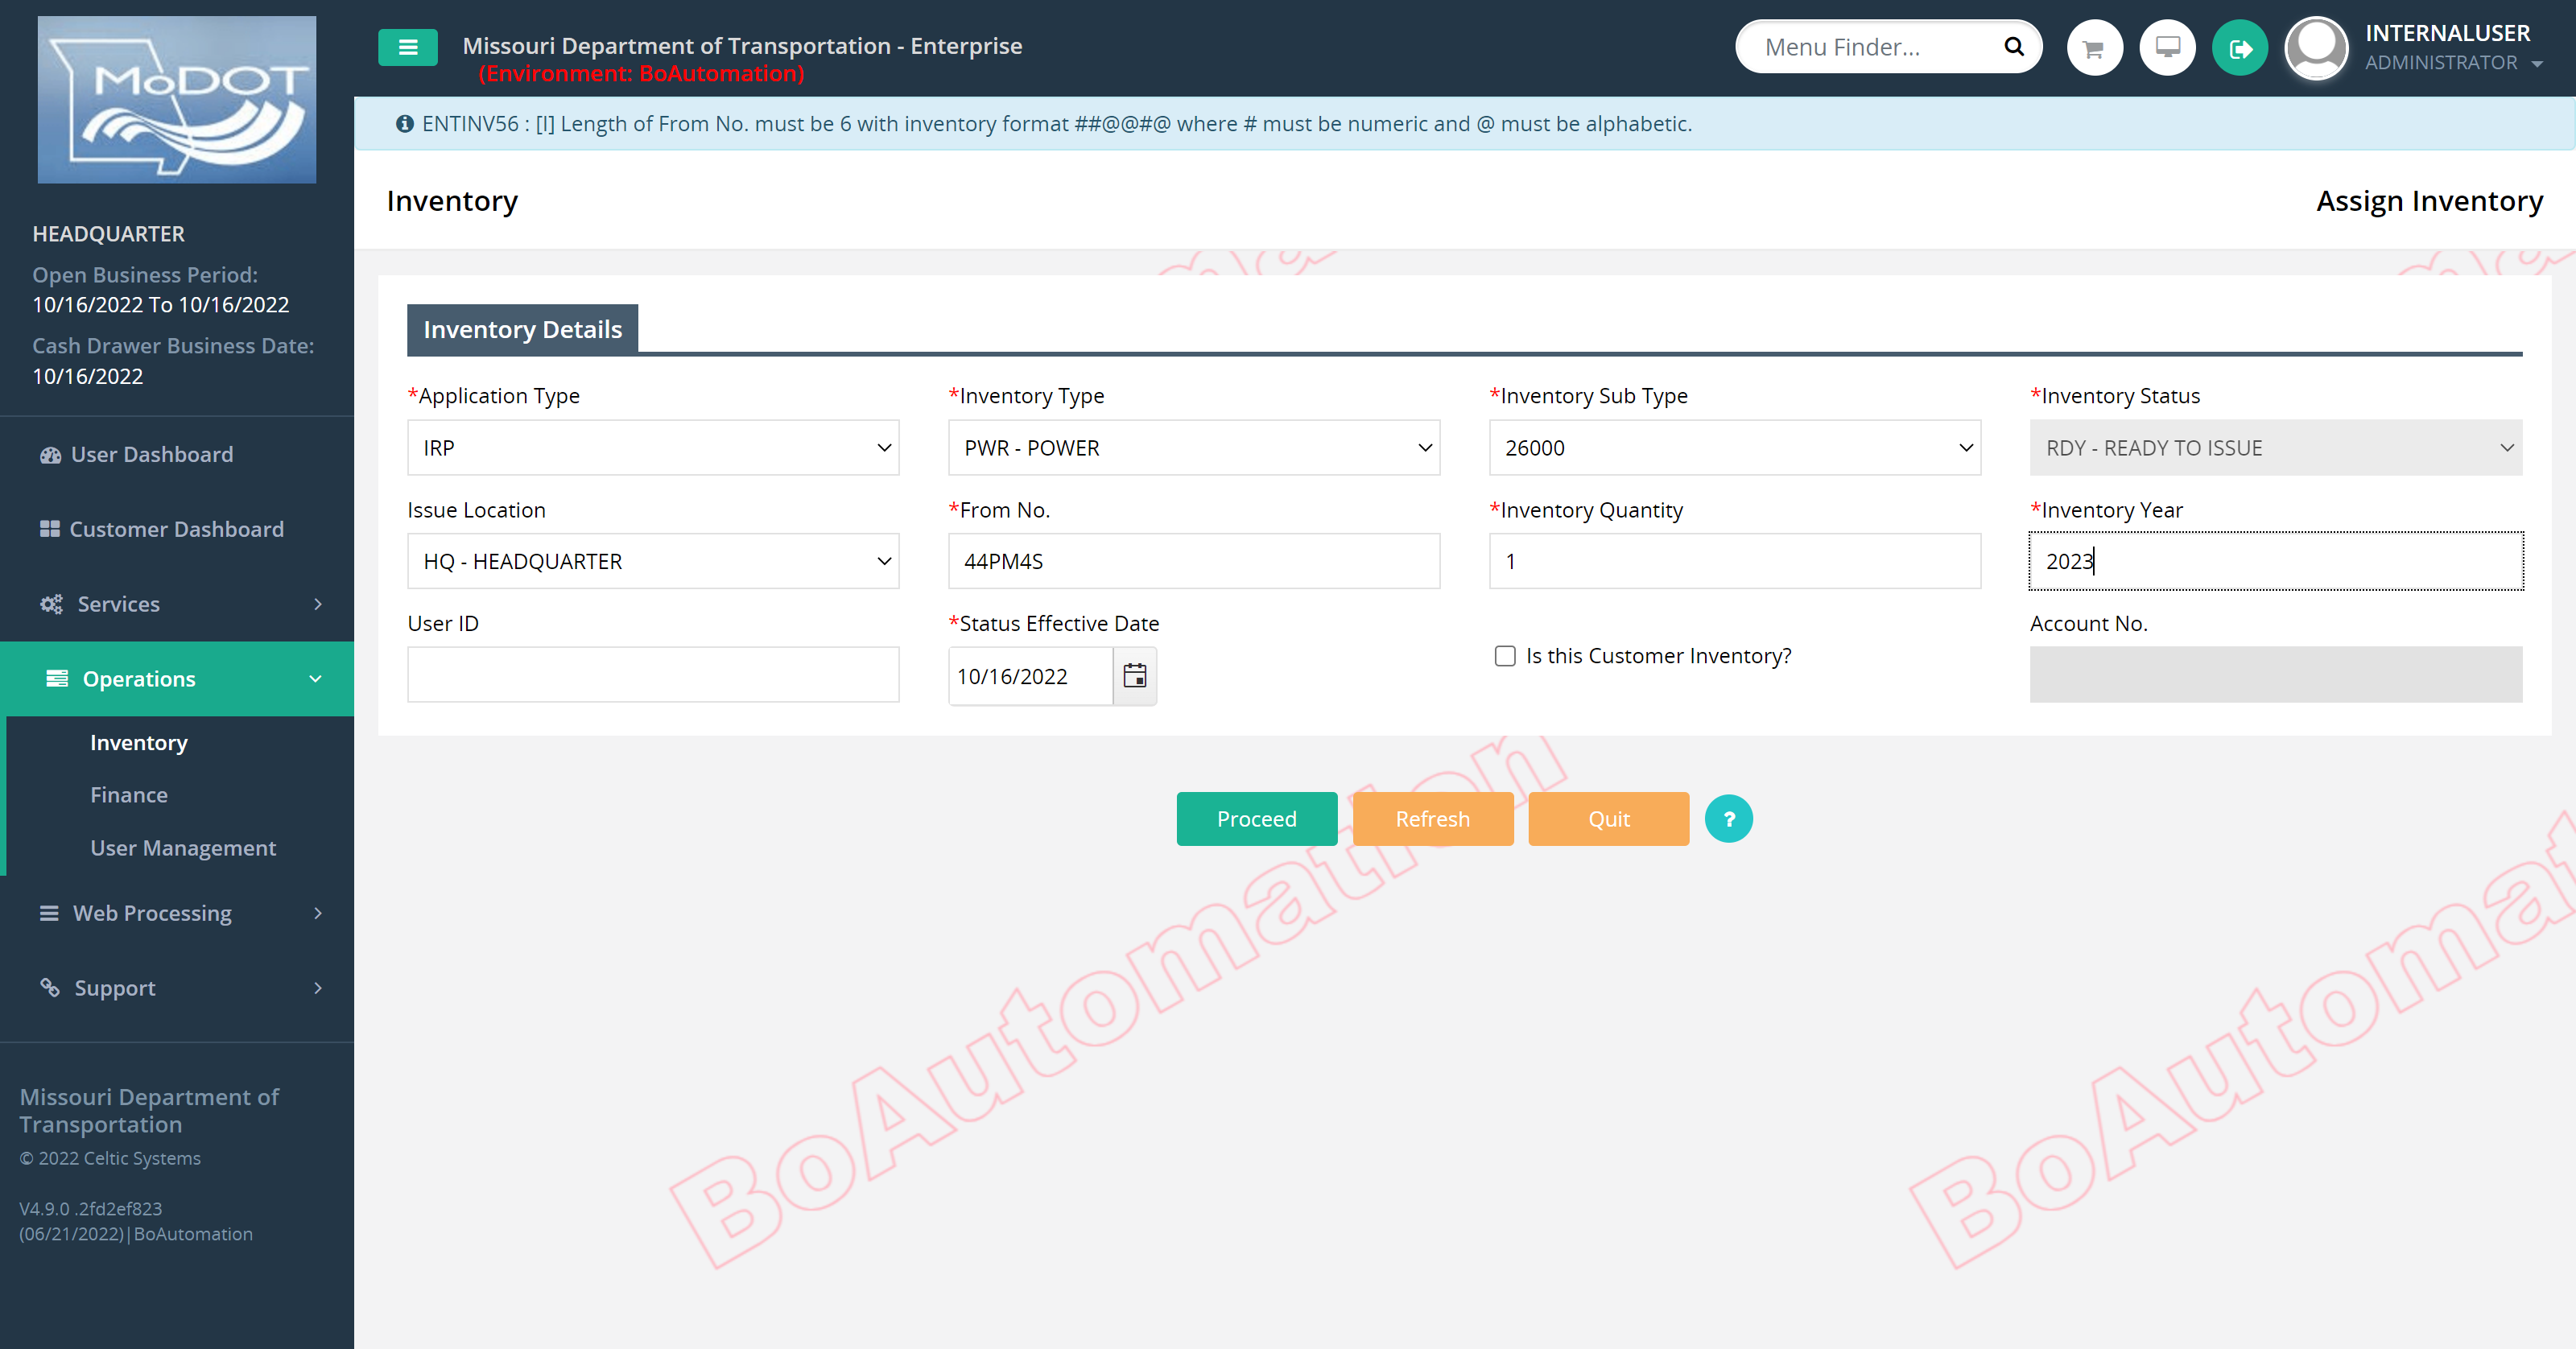 MoDOT
Missouri Department of Transportation - Enterprise
(Environment: BoAutomation)
Menu Finder...
INTERNALUSER
ADMINISTRATOR
ENTINV56 : [I] Length of From No. must be 6 with inventory format ##@@#@ where # must be numeric and @ must be alphabetic.
Inventory
Assign Inventory
HEADQUARTER
Open Business Period:
10/16/2022 To 10/16/2022
Cash Drawer Business Date:
10/16/2022
User Dashboard
Customer Dashboard
Services
Operations
Inventory
Finance
User Management
Web Processing
Support
Missouri Department of
Transportation
© 2022 Celtic Systems
V4.9.0 .2fd2ef823
(06/21/2022)|BoAutomation
Inventory Details
*Application Type
*Inventory Type
*Inventory Sub Type
*Inventory Status
IRP
PWR - POWER
26000
RDY - READY TO ISSUE
Issue Location
*From No.
*Inventory Quantity
*Inventory Year
HQ - HEADQUARTER
44PM4S
1
2023
User ID
*Status Effective Date
Is this Customer Inventory?
Account No.
10/16/2022
Proceed
Refresh
Quit
?
BoAutomation
BoAutomat